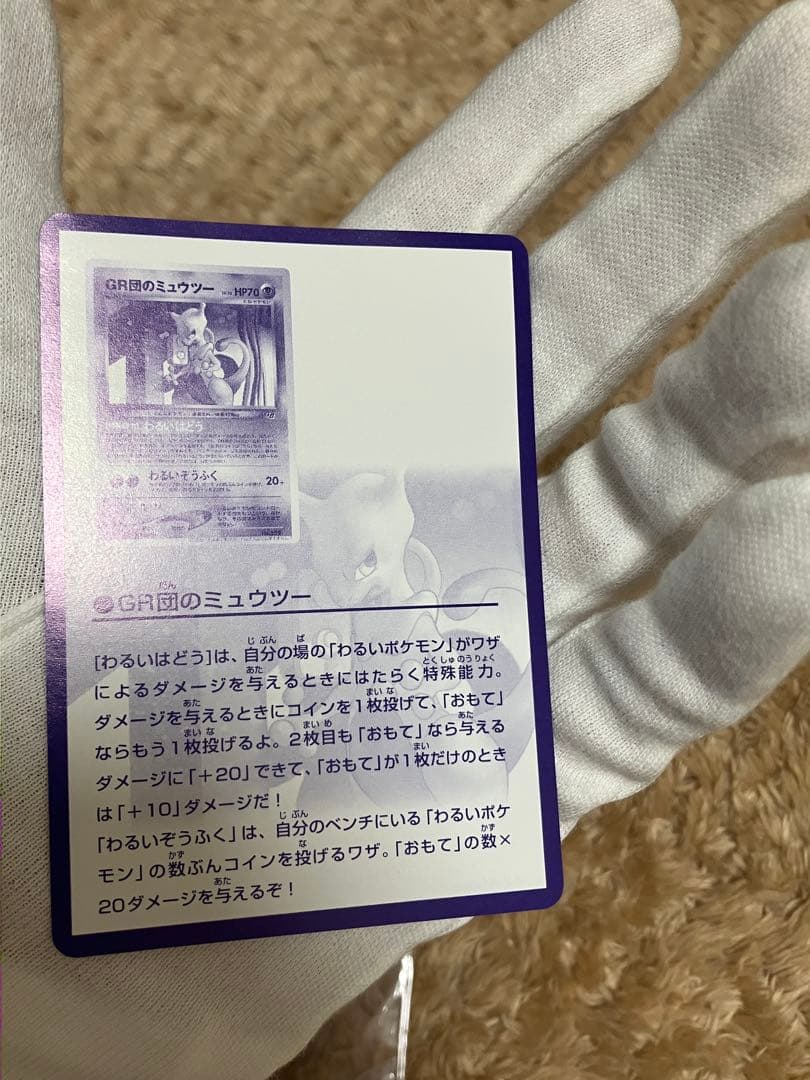 GR団のミュウツー HP70
わるいはどう
わるいぞうふく 20+
GR団のミュウツー
[わるいはどう]は、自分の場の「わるいポケモン」がワザ
によるダメージを与えるときにはたらく特殊能力。
ダメージを与えるときにコインを1枚投げて、「おもて」
ならもう1枚投げるよ。2枚目も「おもて」なら与える
ダメージに「+20」できて、「おもて」が1枚だけのとき
は「+10」ダメージだ!
「わるいぞうふく」は、自分のベンチにいる「わるいポケ
モン」の数ぶんコインを投げるワザ。「おもて」の数×
20ダメージを与えるぞ!